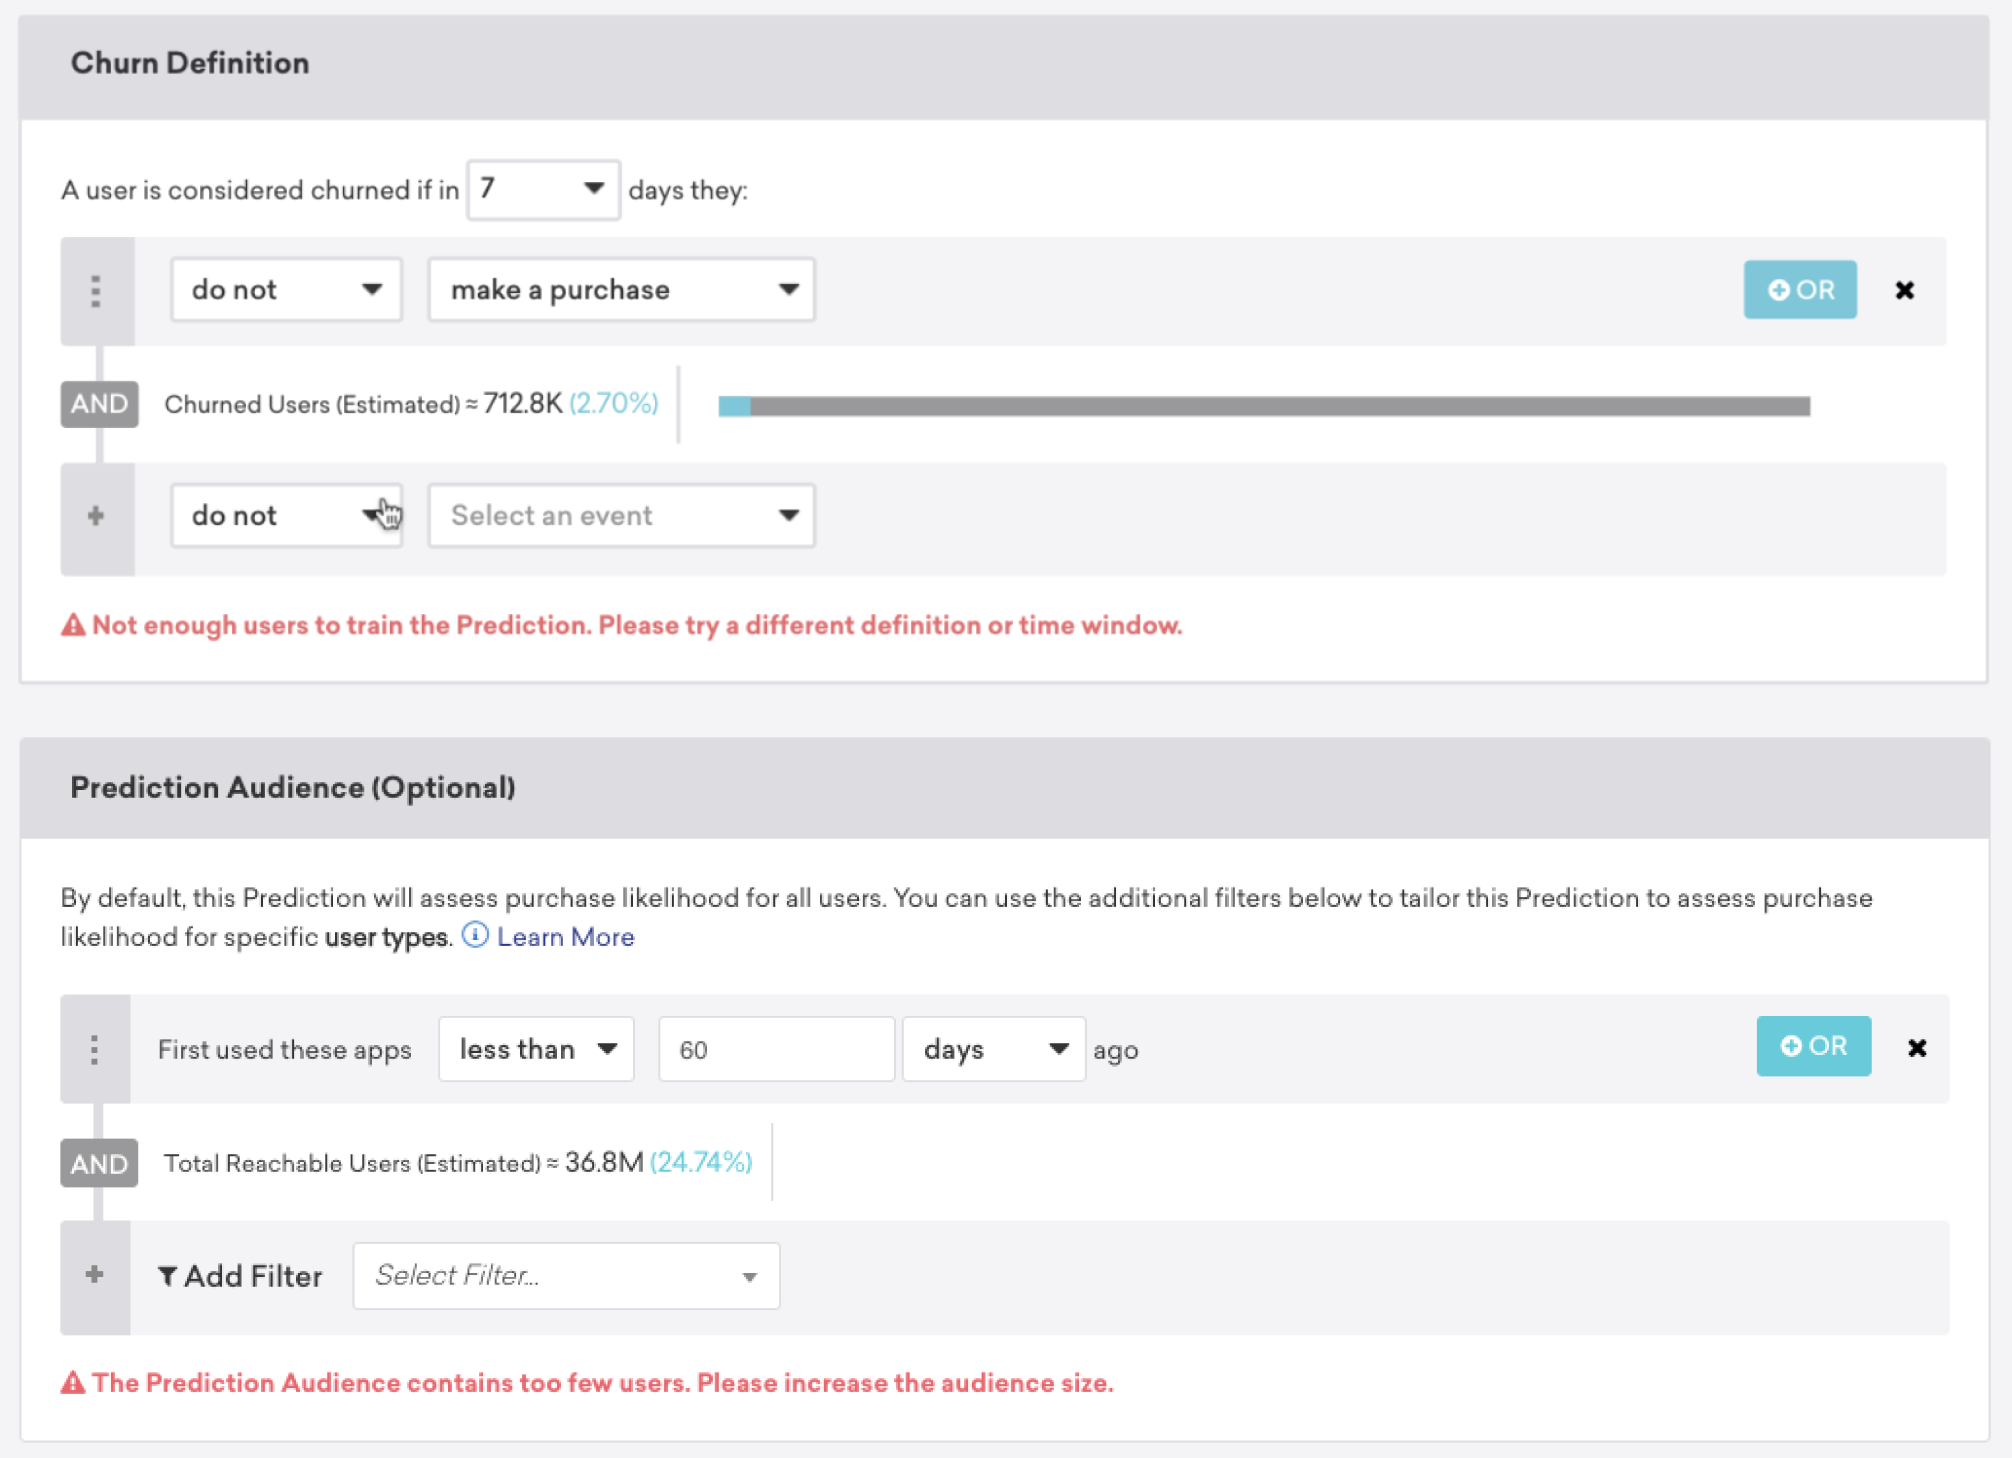 Churn Definition
A user is considered churned if in 7 days they:
do not make a purchase OR
AND Churned Users (Estimated) ≈ 712.8K (2.70%)
do not Select an event
Not enough users to train the Prediction. Please try a different definition or time window.
Prediction Audience (Optional)
By default, this Prediction will assess purchase likelihood for all users. You can use the additional filters below to tailor this Prediction to assess purchase
likelihood for specific user types. Learn More
First used these apps less than 60 days ago OR
AND Total Reachable Users (Estimated) ≈ 36.8M (24.74%)
Add Filter Select Filter...
The Prediction Audience contains too few users. Please increase the audience size.